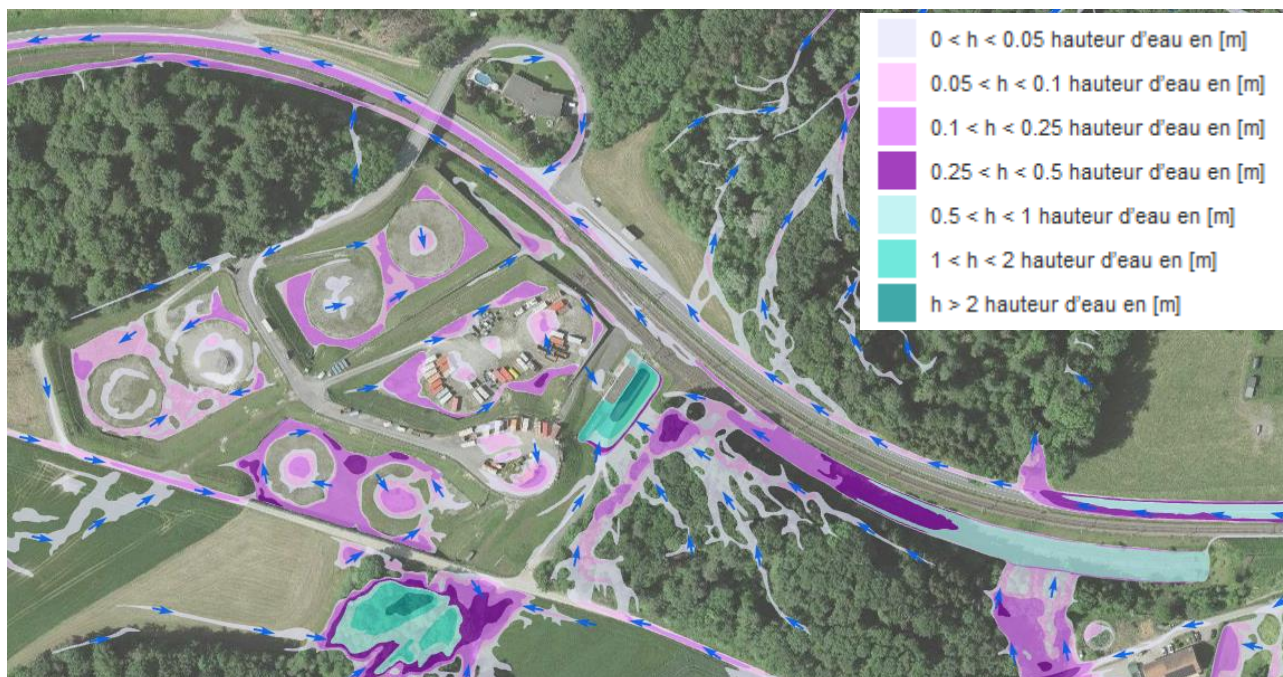 0 < h < 0.05 hauteur d'eau en [m]
0.05 < h < 0.1 hauteur d'eau en [m]
0.1 < h < 0.25 hauteur d'eau en [m]
0.25 < h < 0.5 hauteur d'eau en [m]
0.5 < h < 1 hauteur d'eau en [m]
1 < h < 2 hauteur d'eau en [m]
h > 2 hauteur d'eau en [m]